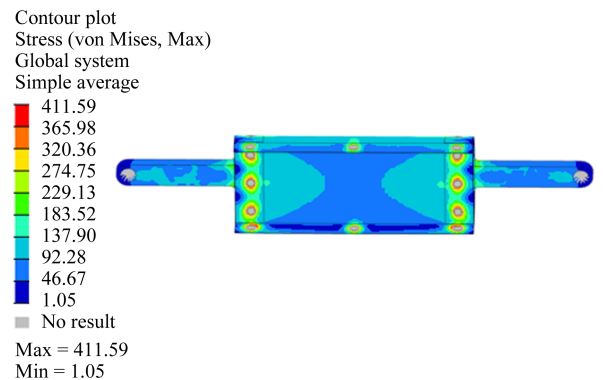 Contour plot
Stress (von Mises, Max)
Global system
Simple average
411.59
365.98
320.36
274.75
229.13
183.52
137.90
92.28
46.67
1.05
No result
Max = 411.59
Min = 1.05